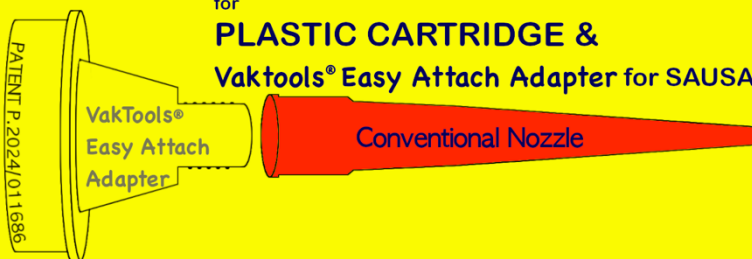 for
PLASTIC CARTRIDGE &
Vaktools® Easy Attach Adapter for SAUSA
PATENT P.2024/011686
VakTools®
Easy Attach
Adapter
Conventional Nozzle